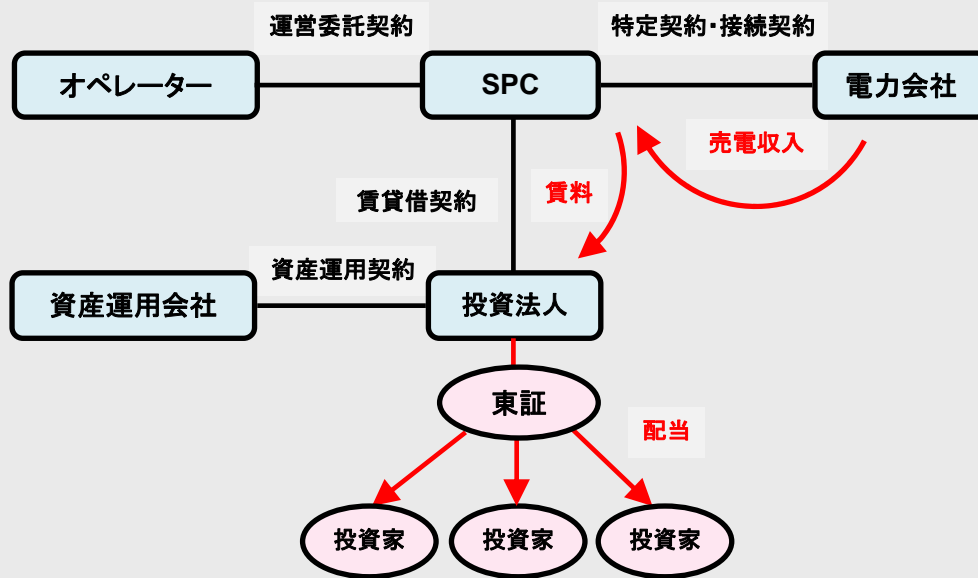 運営委託契約
特定契約・接続契約
オペレーター
SPC
電力会社
売電収入
賃貸借契約
賃料
資産運用契約
資産運用会社
投資法人
東証
配当
投資家
投資家
投資家